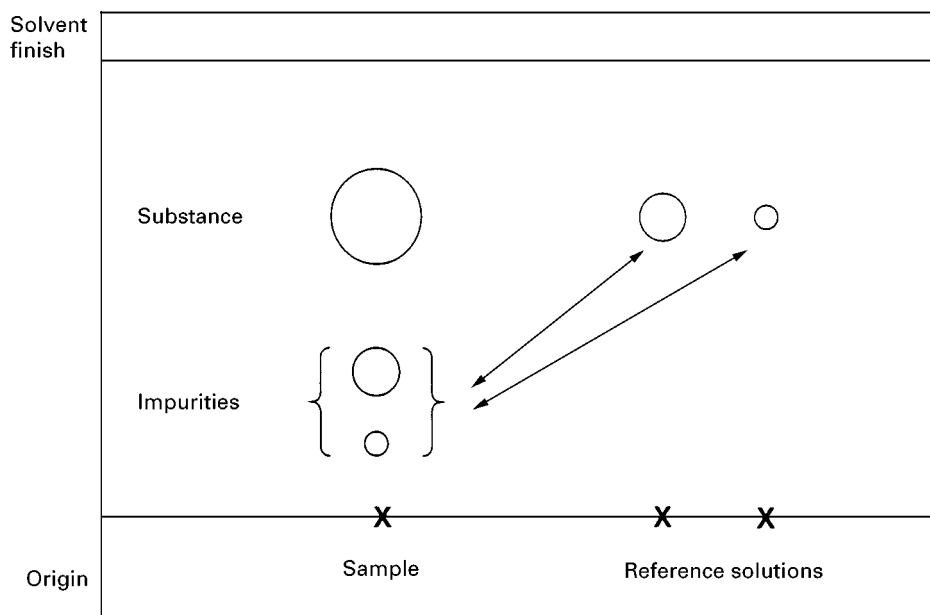 Solvent
finish
Substance
Impurities
X X X
Sample
Reference solutions
Origin